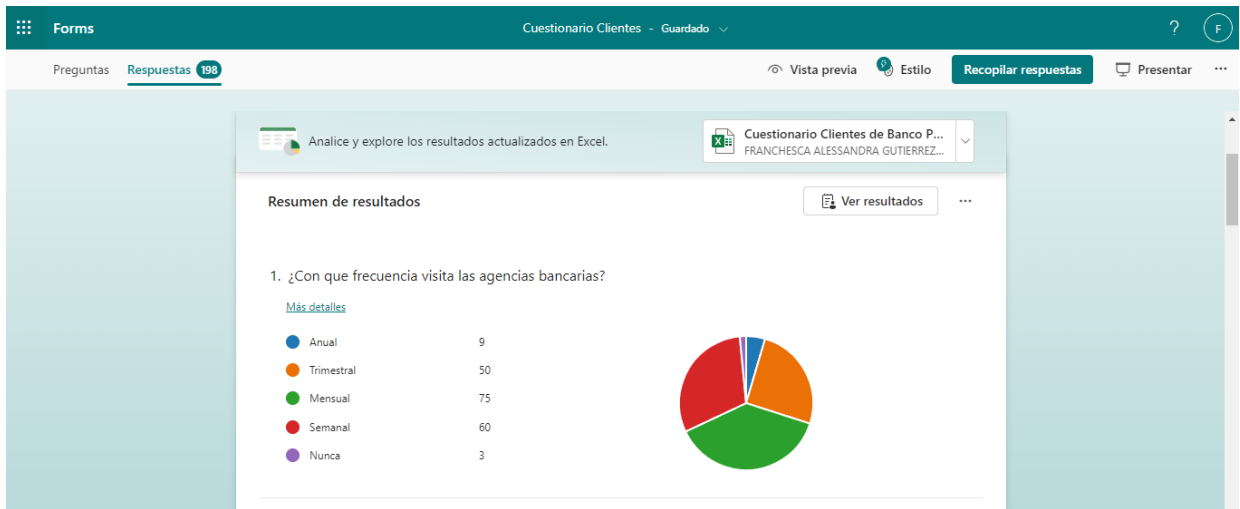 Forms
Cuestionario Clientes - Guardado
?
F
Preguntas Respuestas 198
Vista previa Estilo Recopilar respuestas Presentar ...
Analice y explore los resultados actualizados en Excel.
Cuestionario Clientes de Banco P...
FRANCHESCA ALESSANDRA GUTIERREZ...
Resumen de resultados
Ver resultados ...
1. ¿Con que frecuencia visita las agencias bancarias?
Más detalles
Anual 9
Trimestral 50
Mensual 75
Semanal 60
Nunca 3